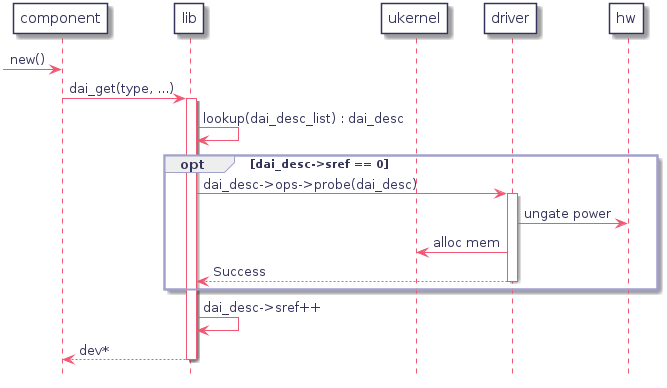 component
lib
ukernel
driver
hw
new()
dai_get(type, ...)
lookup(dai_desc_list) : dai_desc
opt
[dai_desc->sref == 0]
dai_desc->ops->probe(dai_desc)
ungate power
alloc mem
Success
dai_desc->sref++
dev*